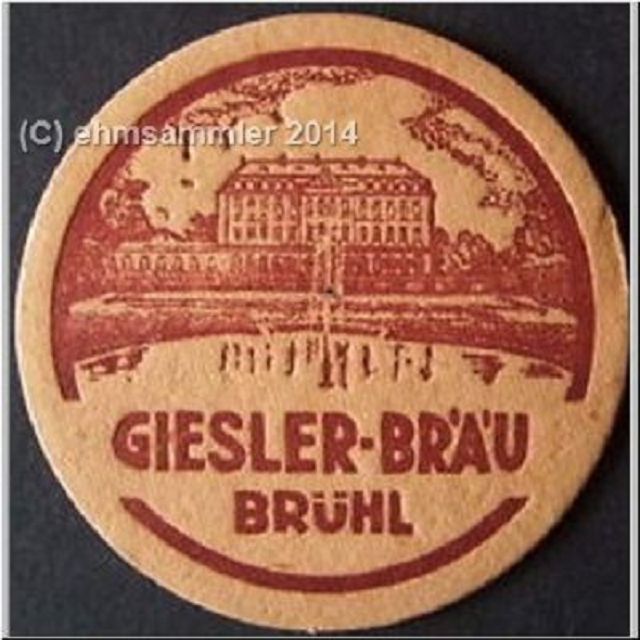 (C) ehmsammler 2014
GIESLER-BRÄU
BRÜHL